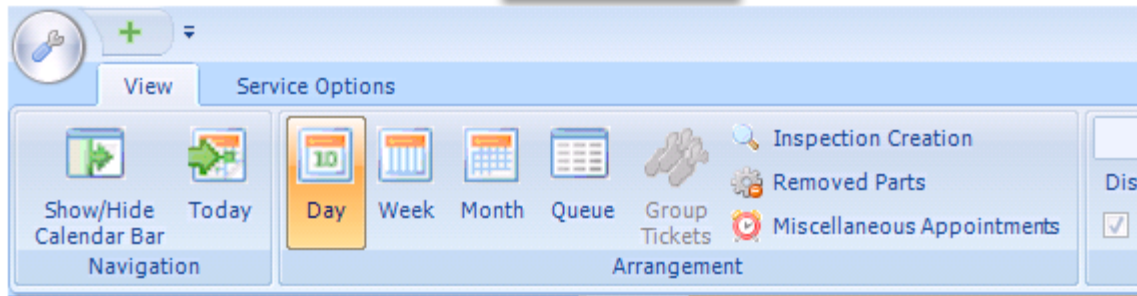 View Service Options
Show/Hide
Calendar Bar
Today
Navigation
10
Day
Week
Month
Queue
Group
Tickets
Inspection Creation
Removed Parts
Miscellaneous Appointments
Arrangement
Dis